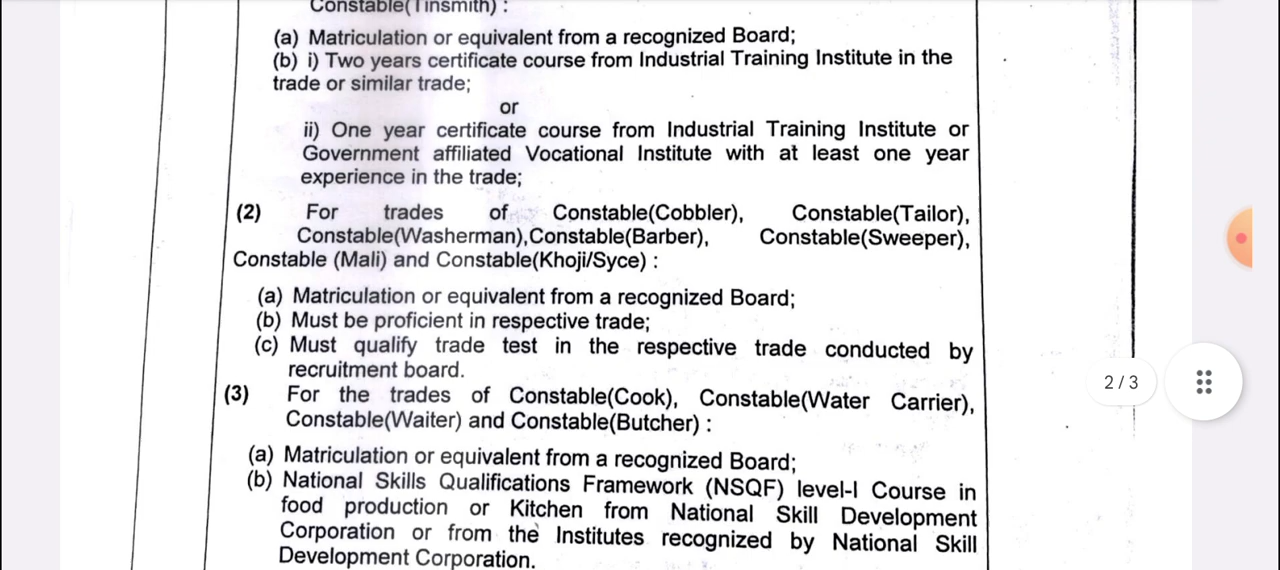 Constable(Tinsmith) :
(a) Matriculation or equivalent from a recognized Board;
(b) i) Two years certificate course from Industrial Training Institute in the
trade or similar trade;
or
ii) One year certificate course from Industrial Training Institute or
Government affiliated Vocational Institute with at least one year
experience in the trade;
(2) For trades of Constable(Cobbler), Constable(Tailor),
Constable(Washerman),Constable(Barber), Constable(Sweeper),
Constable (Mali) and Constable(Khoji/Syce) :
(a) Matriculation or equivalent from a recognized Board;
(b) Must be proficient in respective trade;
(c) Must qualify trade test in the respective trade conducted by
recruitment board.
(3) For the trades of Constable(Cook), Constable(Water Carrier),
Constable(Waiter) and Constable(Butcher) :
(a) Matriculation or equivalent from a recognized Board;
(b) National Skills Qualifications Framework (NSQF) level-I Course in
food production or Kitchen from National Skill Development
Corporation or from the Institutes recognized by National Skill
Development Corporation.
2 / 3